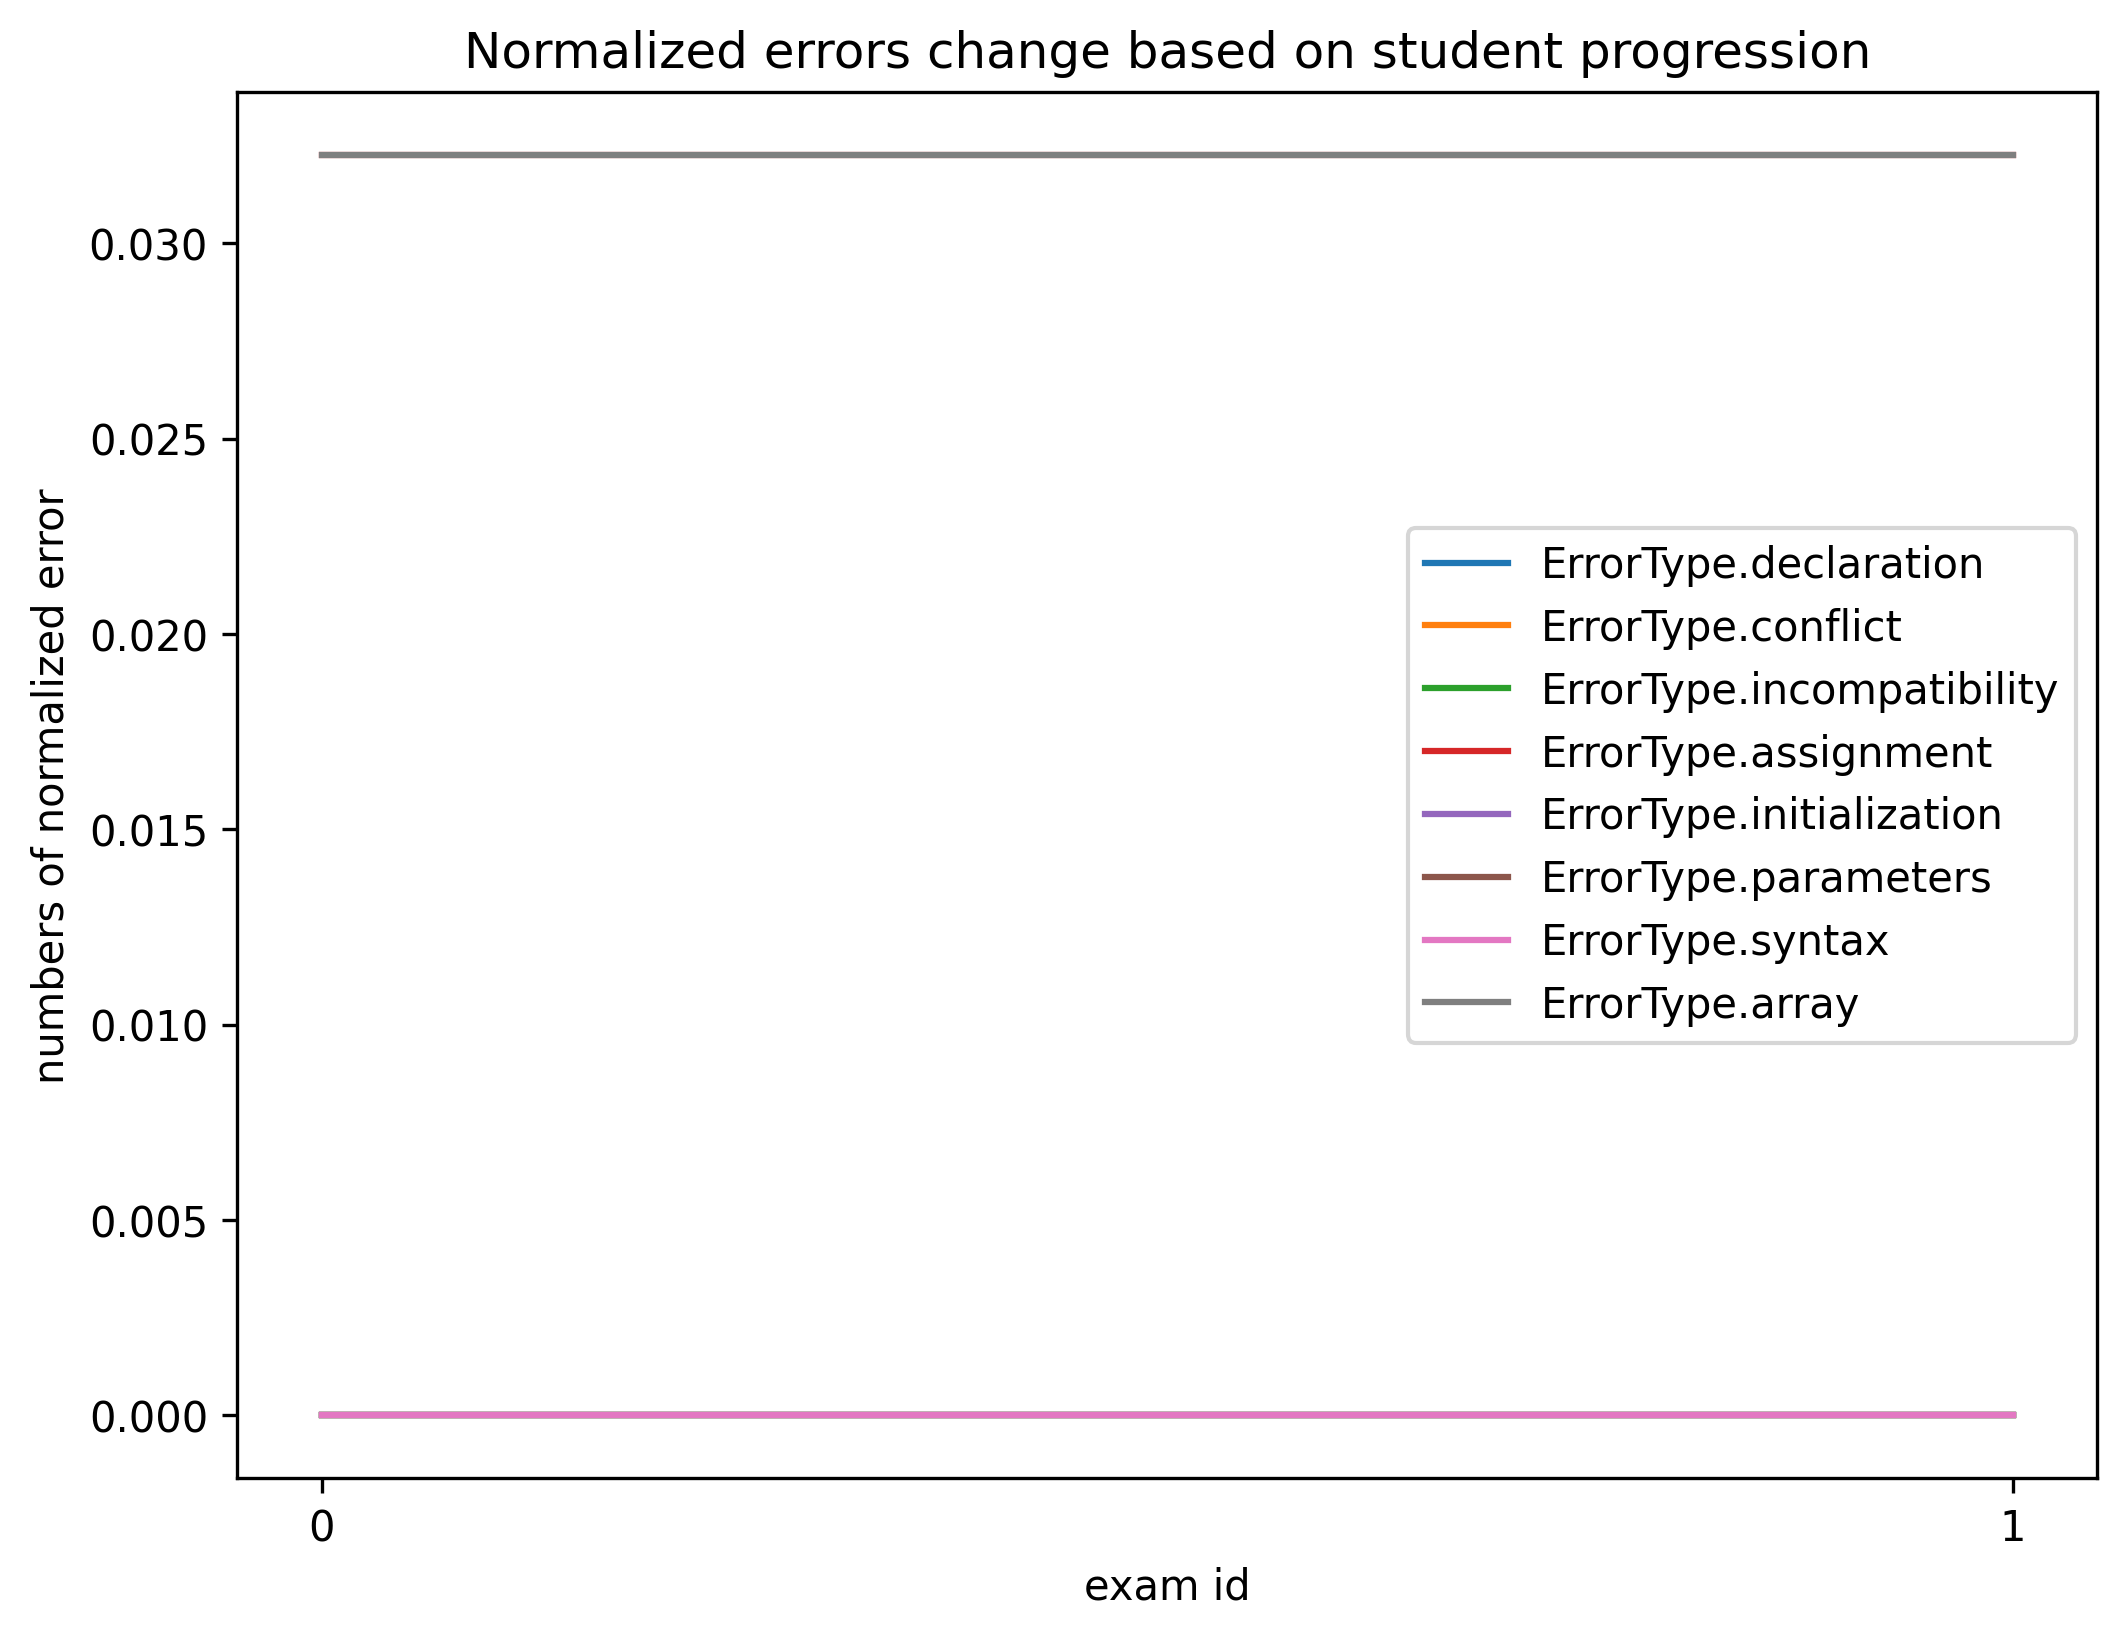 Normalized errors change based on student progression
numbers of normalized error
0.030
0.025
0.020
0.015
0.010
0.005
0.000
ErrorType.declaration
ErrorType.conflict
ErrorType.incompatibility
ErrorType.assignment
ErrorType.initialization
ErrorType.parameters
ErrorType.syntax
ErrorType.array
0 1
exam id